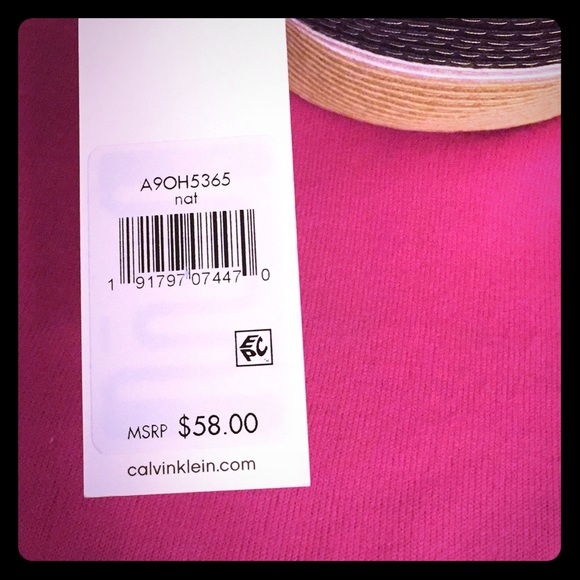 A9OH5365
nat
1 91797 07447 0
EPC
MSRP $58.00
calvinklein.com